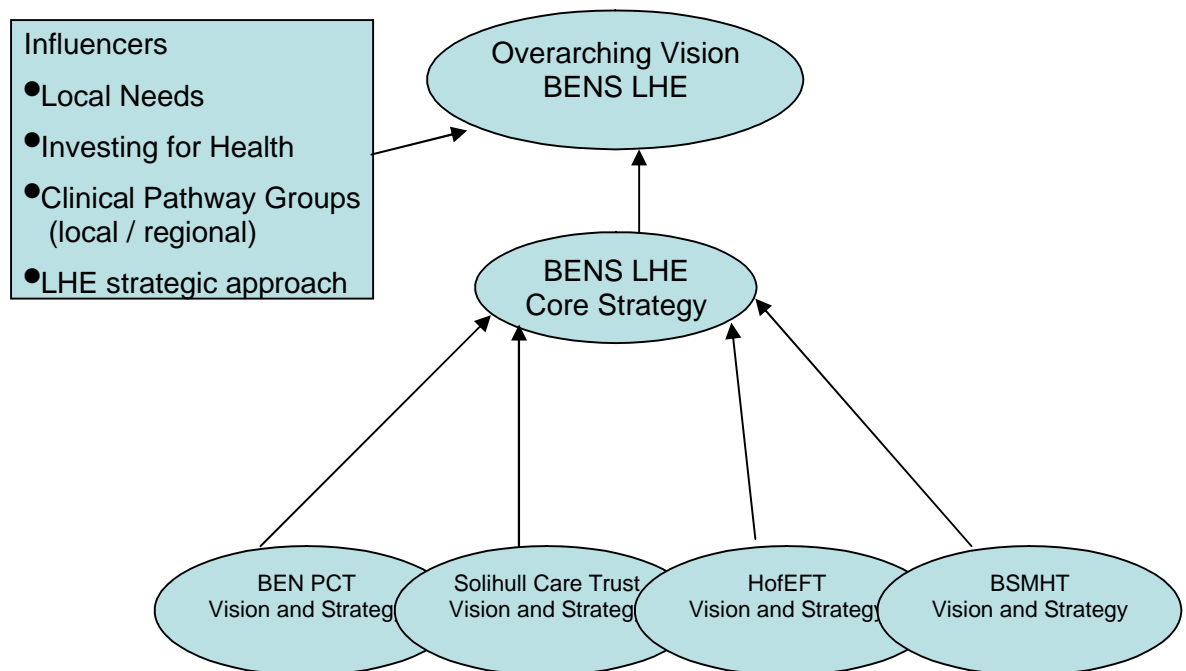 Influencers
●Local Needs
●Investing for Health
●Clinical Pathway Groups
(local / regional)
●LHE strategic approach
Overarching Vision
BENS LHE
BENS LHE
Core Strategy
BEN PCT
Vision and Strateg
Solihull Care Trust
Vision and Strateg
HofEFT
Vision and Strategy
BSMHT
Vision and Strategy